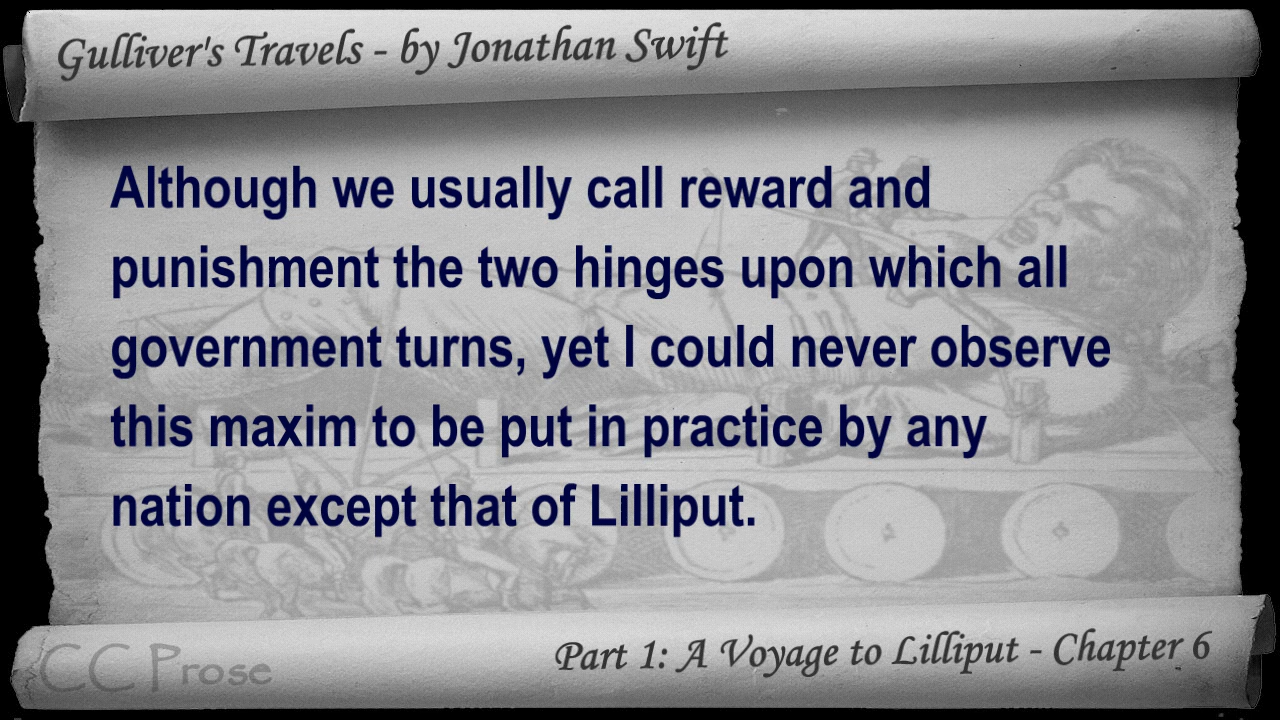 Gulliver's Travels - by Jonathan Swift
Although we usually call reward and
punishment the two hinges upon which all
government turns, yet I could never observe
this maxim to be put in practice by any
nation except that of Lilliput.
CC Prose
Part 1: A Voyage to Lilliput - Chapter 6